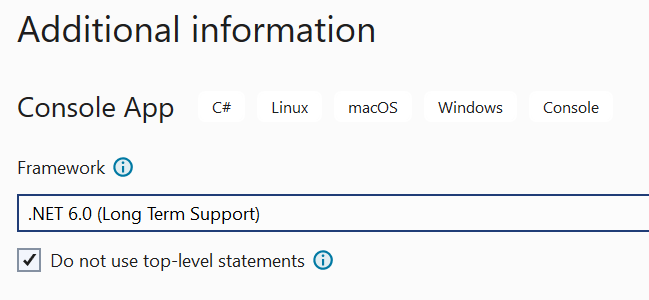 Additional information
Console App C# Linux macOS Windows Console
Framework
.NET 6.0 (Long Term Support)
Do not use top-level statements